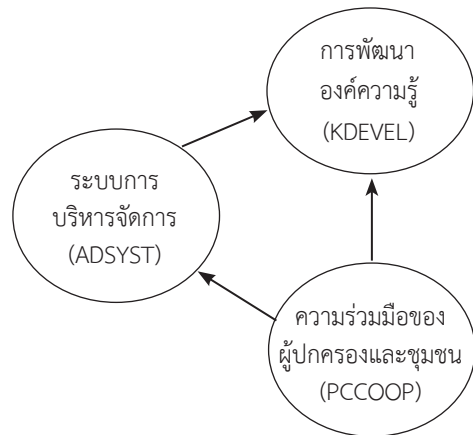 การพัฒนา
องค์ความรู้
(KDEVEL)
ระบบการ
บริหารจัดการ
(ADSYST)
ความร่วมมือของ
ผู้ปกครองและชุมชน
(PCCOOP)